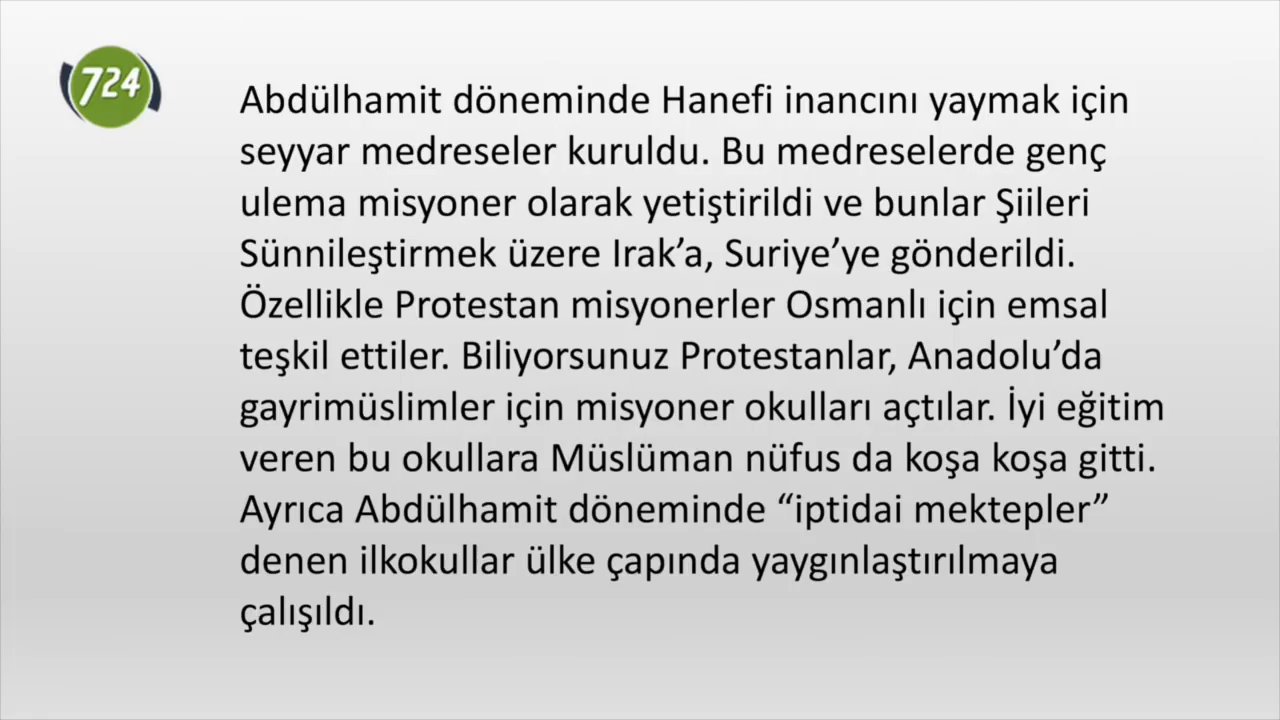 724
Abdülhamit döneminde Hanefi inancını yaymak için
seyyar medreseler kuruldu. Bu medreselerde genç
ulema misyoner olarak yetiştirildi ve bunlar Şiileri
Sünnileştirmek üzere Irak’a, Suriye’ye gönderildi.
Özellikle Protestan misyonerler Osmanlı için emsal
teşkil ettiler. Biliyorsunuz Protestanlar, Anadolu’da
gayrimüslimler için misyoner okulları açtılar. İyi eğitim
veren bu okullara Müslüman nüfus da koşa koşa gitti.
Ayrıca Abdülhamit döneminde “iptidai mektepler”
denen ilkokullar ülke çapında yaygınlaştırılmaya
çalışıldı.